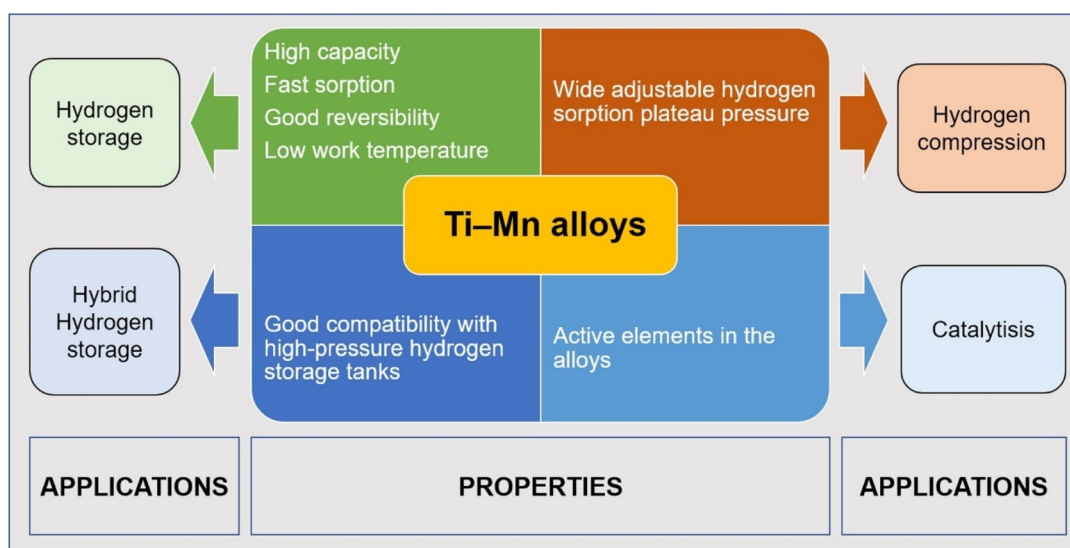 Hydrogen
storage
High capacity
Fast sorption
Good reversibility
Low work temperature
Wide adjustable hydrogen
sorption plateau pressure
Hydrogen
compression
Ti–Mn alloys
Hybrid
Hydrogen
storage
Good compatibility with
high-pressure hydrogen
storage tanks
Active elements in the
alloys
Catalytisis
APPLICATIONS
PROPERTIES
APPLICATIONS